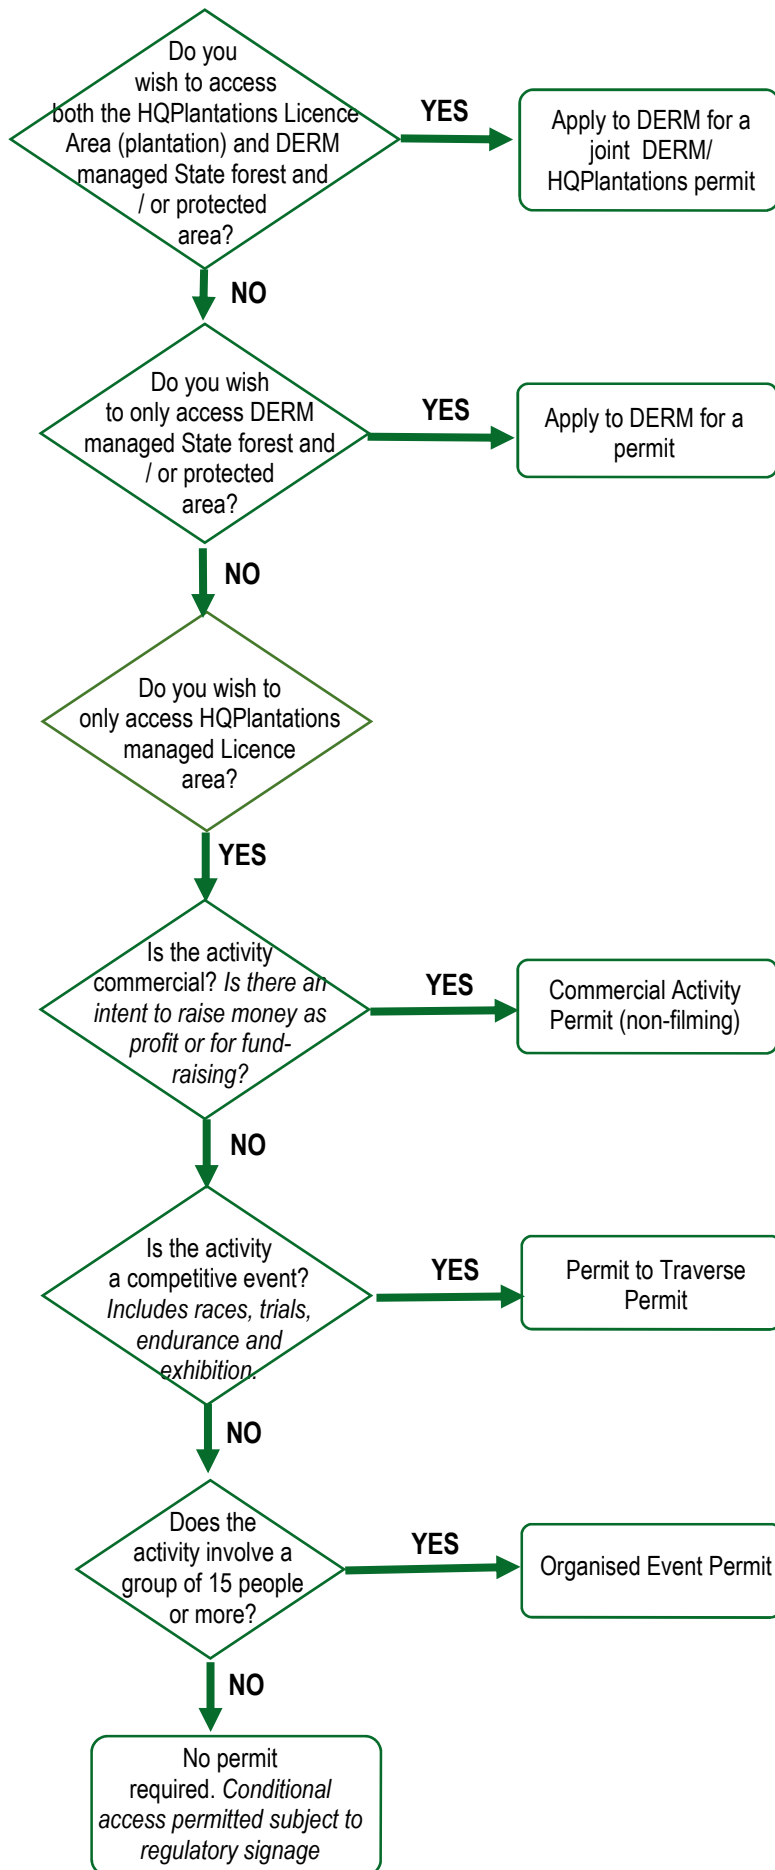 Do you
wish to access
both the HQPlantations Licence
Area (plantation) and DERM
managed State forest and
/ or protected
area?
YES
Apply to DERM for a
joint DERM/
HQPlantations permit
NO
Do you wish
to only access DERM
managed State forest and
/ or protected
area?
YES
Apply to DERM for a
permit
NO
Do you wish to
only access HQPlantations
managed Licence
area?
YES
Is the activity
commercial? Is there an
intent to raise money as
profit or for fund-
raising?
YES
Commercial Activity
Permit (non-filming)
NO
Is the activity
a competitive event?
Includes races, trials,
endurance and
exhibition.
YES
Permit to Traverse
Permit
NO
Does the
activity involve a
group of 15 people
or more?
YES
Organised Event Permit
NO
No permit
required. Conditional
access permitted subject to
regulatory signage